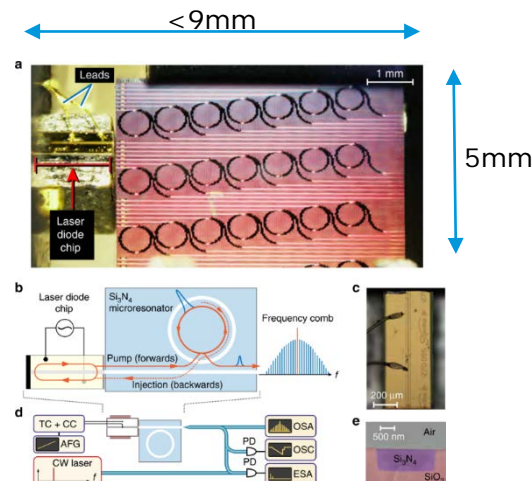 <9mm
a
Leads
1 mm
5mm
Laser
diode
chip
b
c
Laser diode
chip
Si3N4
microresonator
Frequency comb
Pump (forwards)
f
Injection (backwards)
200 μm
d
e
TC + CC
OSA
500 nm
Air
AFG
PD
OSC
Si3N4
CW laser
PD
ESA
f
SiO2